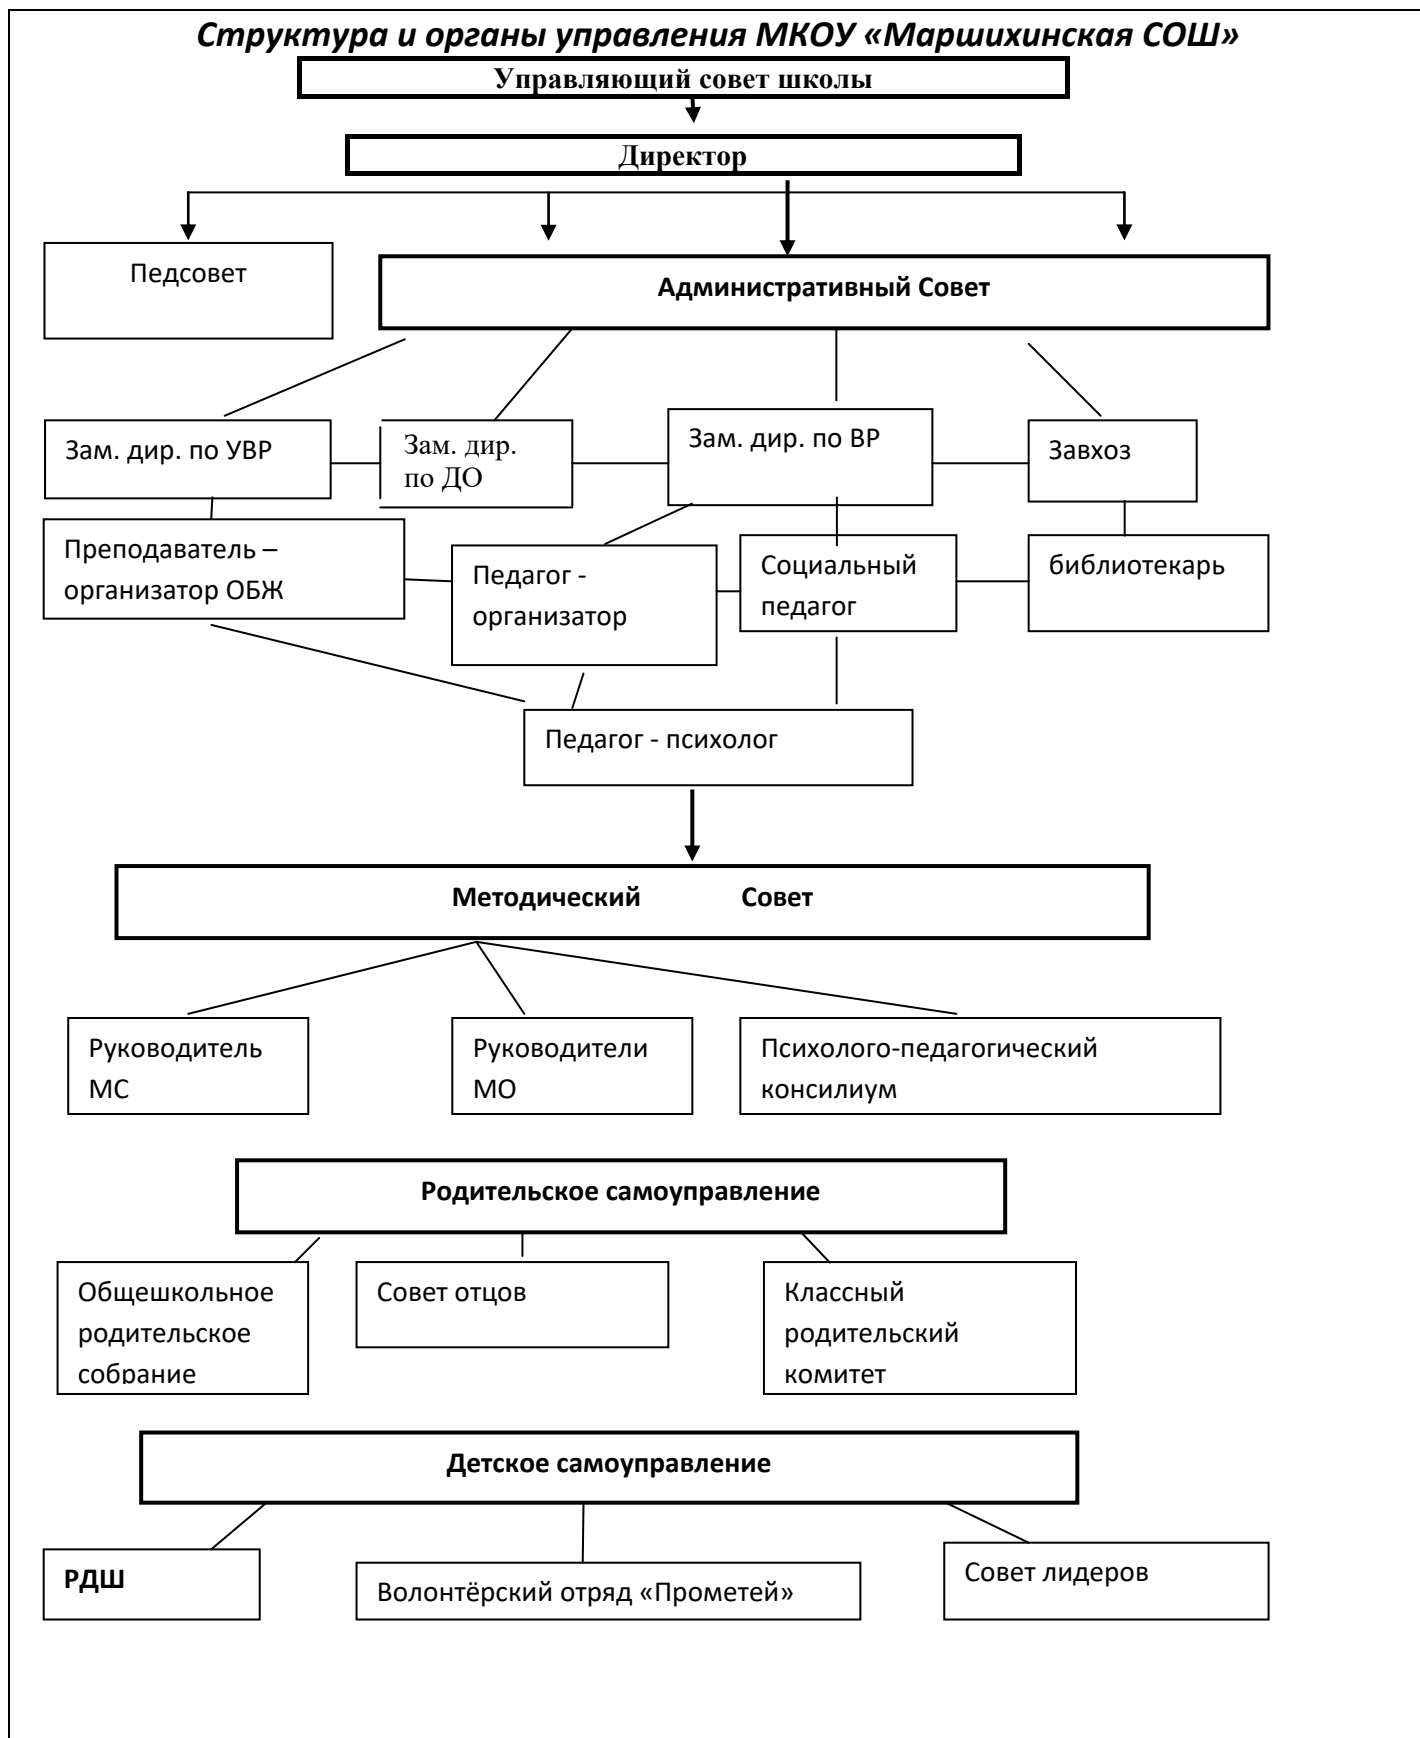 Структура и органы управления МКОУ «Маршихинская СОШ»
Управляющий совет школы
Директор
Педсовет
Административный Совет
Зам. дир. по УВР
Зам. дир.
по ДО
Зам. дир. по ВР
Завхоз
Преподаватель –
организатор ОБЖ
Педагог -
организатор
Социальный
педагог
библиотекарь
Педагог - психолог
Методический Совет
Руководитель
МС
Руководители
МО
Психолого-педагогический
консилиум
Родительское самоуправление
Общешкольное
родительское
собрание
Совет отцов
Классный
родительский
комитет
Детское самоуправление
РДШ
Волонтёрский отряд «Прометей»
Совет лидеров